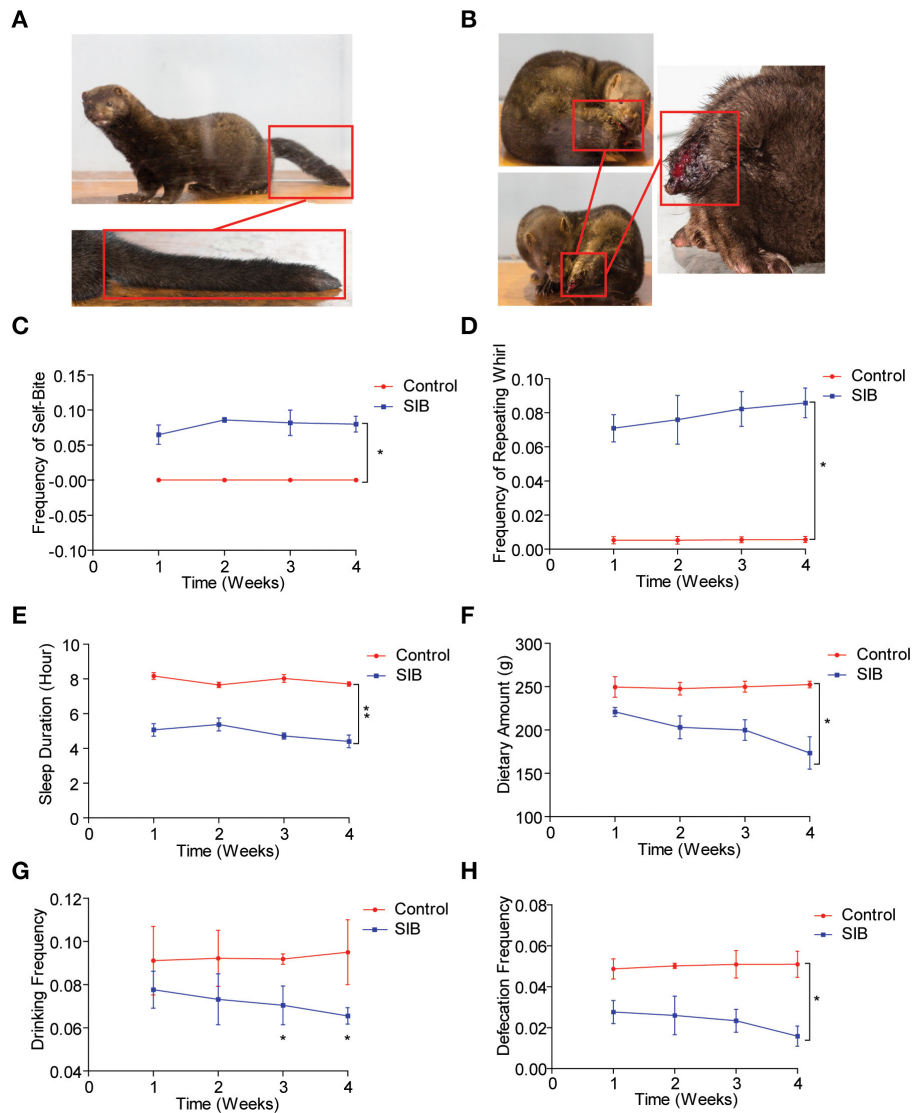 A
B
C
Frequency of Self-Bite
0.15
0.10
0.05
-0.00
-0.05
-0.10
0
1
2
3
4
Time (Weeks)
Control
SIB
*
D
Frequency of Repeating Whirl
0.10
0.08
0.06
0.04
0.02
0.00
0
1
2
3
4
Time (Weeks)
Control
SIB
*
E
Sleep Duration (Hour)
10
8
6
4
2
0
0
1
2
3
4
Time (Weeks)
Control
SIB
**
F
Dietary Amount (g)
300
250
200
150
100
0
1
2
3
4
Time (Weeks)
Control
SIB
*
G
Drinking Frequency
0.12
0.10
0.08
0.06
0.04
0
1
2
3
4
Time (Weeks)
Control
SIB
*
*
H
Defecation Frequency
0.08
0.06
0.04
0.02
0.00
0
1
2
3
4
Time (Weeks)
Control
SIB
*